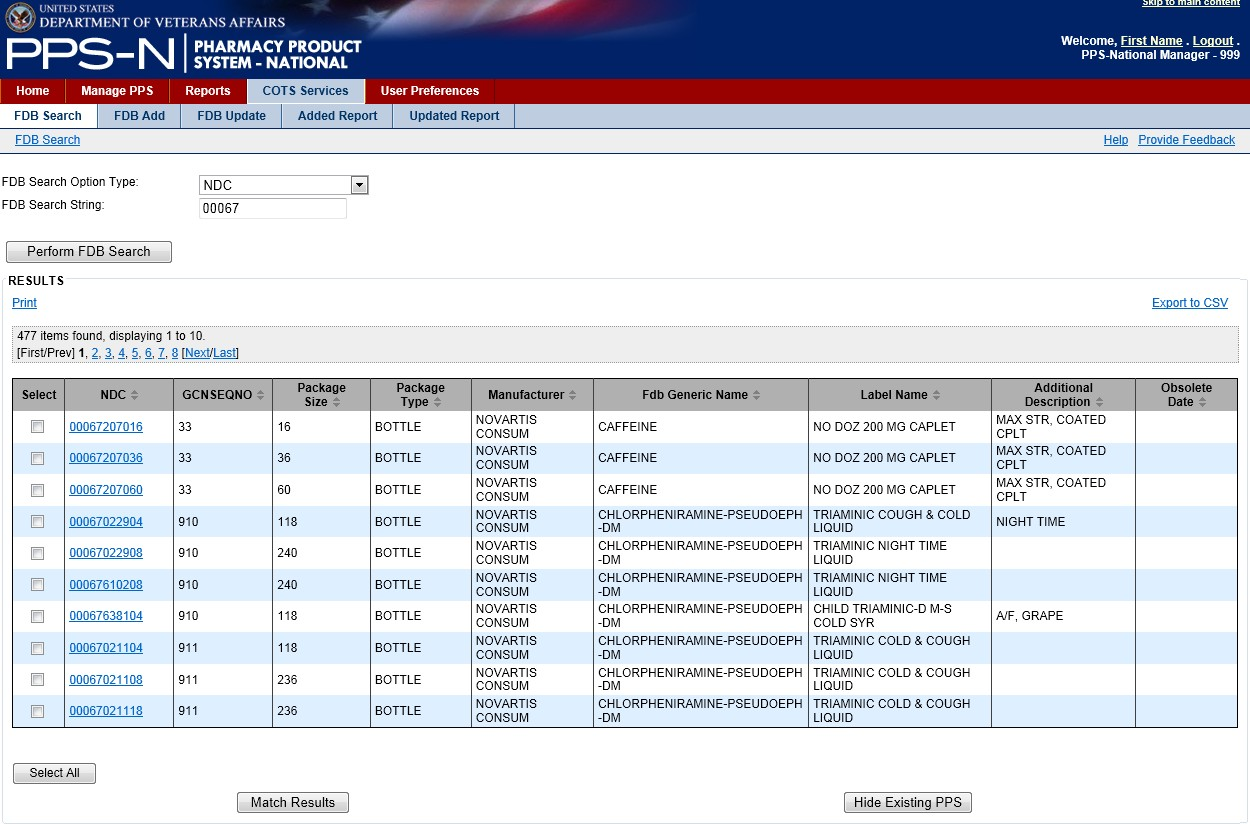 UNITED STATES
DEPARTMENT OF VETERANS AFFAIRS
PPS-N
PHARMACY PRODUCT
SYSTEM - NATIONAL
Skip to main content
Welcome, First Name . Logout .
PPS-National Manager - 999
Home Manage PPS Reports COTS Services User Preferences
FDB Search FDB Add FDB Update Added Report Updated Report
FDB Search Help Provide Feedback
FDB Search Option Type: NDC
FDB Search String: 00067
Perform FDB Search
RESULTS
Print Export to CSV
477 items found, displaying 1 to 10.
[First/Prev] 1, 2, 3, 4, 5, 6, 7, 8 [Next/Last]
Select NDC GCNSEQNO Package Size Package Type Manufacturer Fdb Generic Name Label Name Additional Description Obsolete Date
00067207016 33 16 BOTTLE NOVARTIS CONSUM CAFFEINE NO DOZ 200 MG CAPLET MAX STR, COATED CPLT
00067207036 33 36 BOTTLE NOVARTIS CONSUM CAFFEINE NO DOZ 200 MG CAPLET MAX STR, COATED CPLT
00067207060 33 60 BOTTLE NOVARTIS CONSUM CAFFEINE NO DOZ 200 MG CAPLET MAX STR, COATED CPLT
00067022904 910 118 BOTTLE NOVARTIS CONSUM CHLORPHENIRAMINE-PSEUDOEPH-DM TRIAMINIC COUGH & COLD LIQUID NIGHT TIME
00067022908 910 240 BOTTLE NOVARTIS CONSUM CHLORPHENIRAMINE-PSEUDOEPH-DM TRIAMINIC NIGHT TIME LIQUID
00067610208 910 240 BOTTLE NOVARTIS CONSUM CHLORPHENIRAMINE-PSEUDOEPH-DM TRIAMINIC NIGHT TIME LIQUID
00067638104 910 118 BOTTLE NOVARTIS CONSUM CHLORPHENIRAMINE-PSEUDOEPH-DM CHILD TRIAMINIC-D M-S COLD SYR A/F, GRAPE
00067021104 911 118 BOTTLE NOVARTIS CONSUM CHLORPHENIRAMINE-PSEUDOEPH-DM TRIAMINIC COLD & COUGH LIQUID
00067021108 911 236 BOTTLE NOVARTIS CONSUM CHLORPHENIRAMINE-PSEUDOEPH-DM TRIAMINIC COLD & COUGH LIQUID
00067021118 911 236 BOTTLE NOVARTIS CONSUM CHLORPHENIRAMINE-PSEUDOEPH-DM TRIAMINIC COLD & COUGH LIQUID
Select All
Match Results Hide Existing PPS